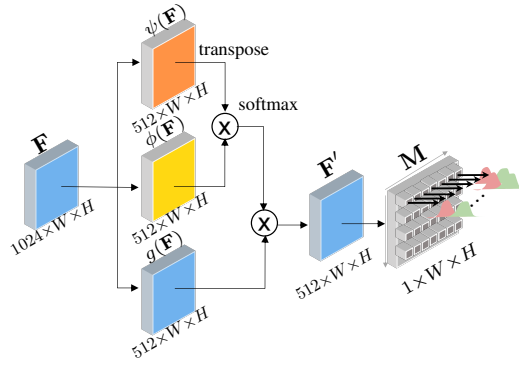 ψ(𝐅)
transpose
512×W×H
softmax
ϕ(𝐅)
X
𝐅
𝐅′
𝐌
512×W×H
1024×W×H
g(𝐅)
X
512×W×H
1×W×H
512×W×H
...